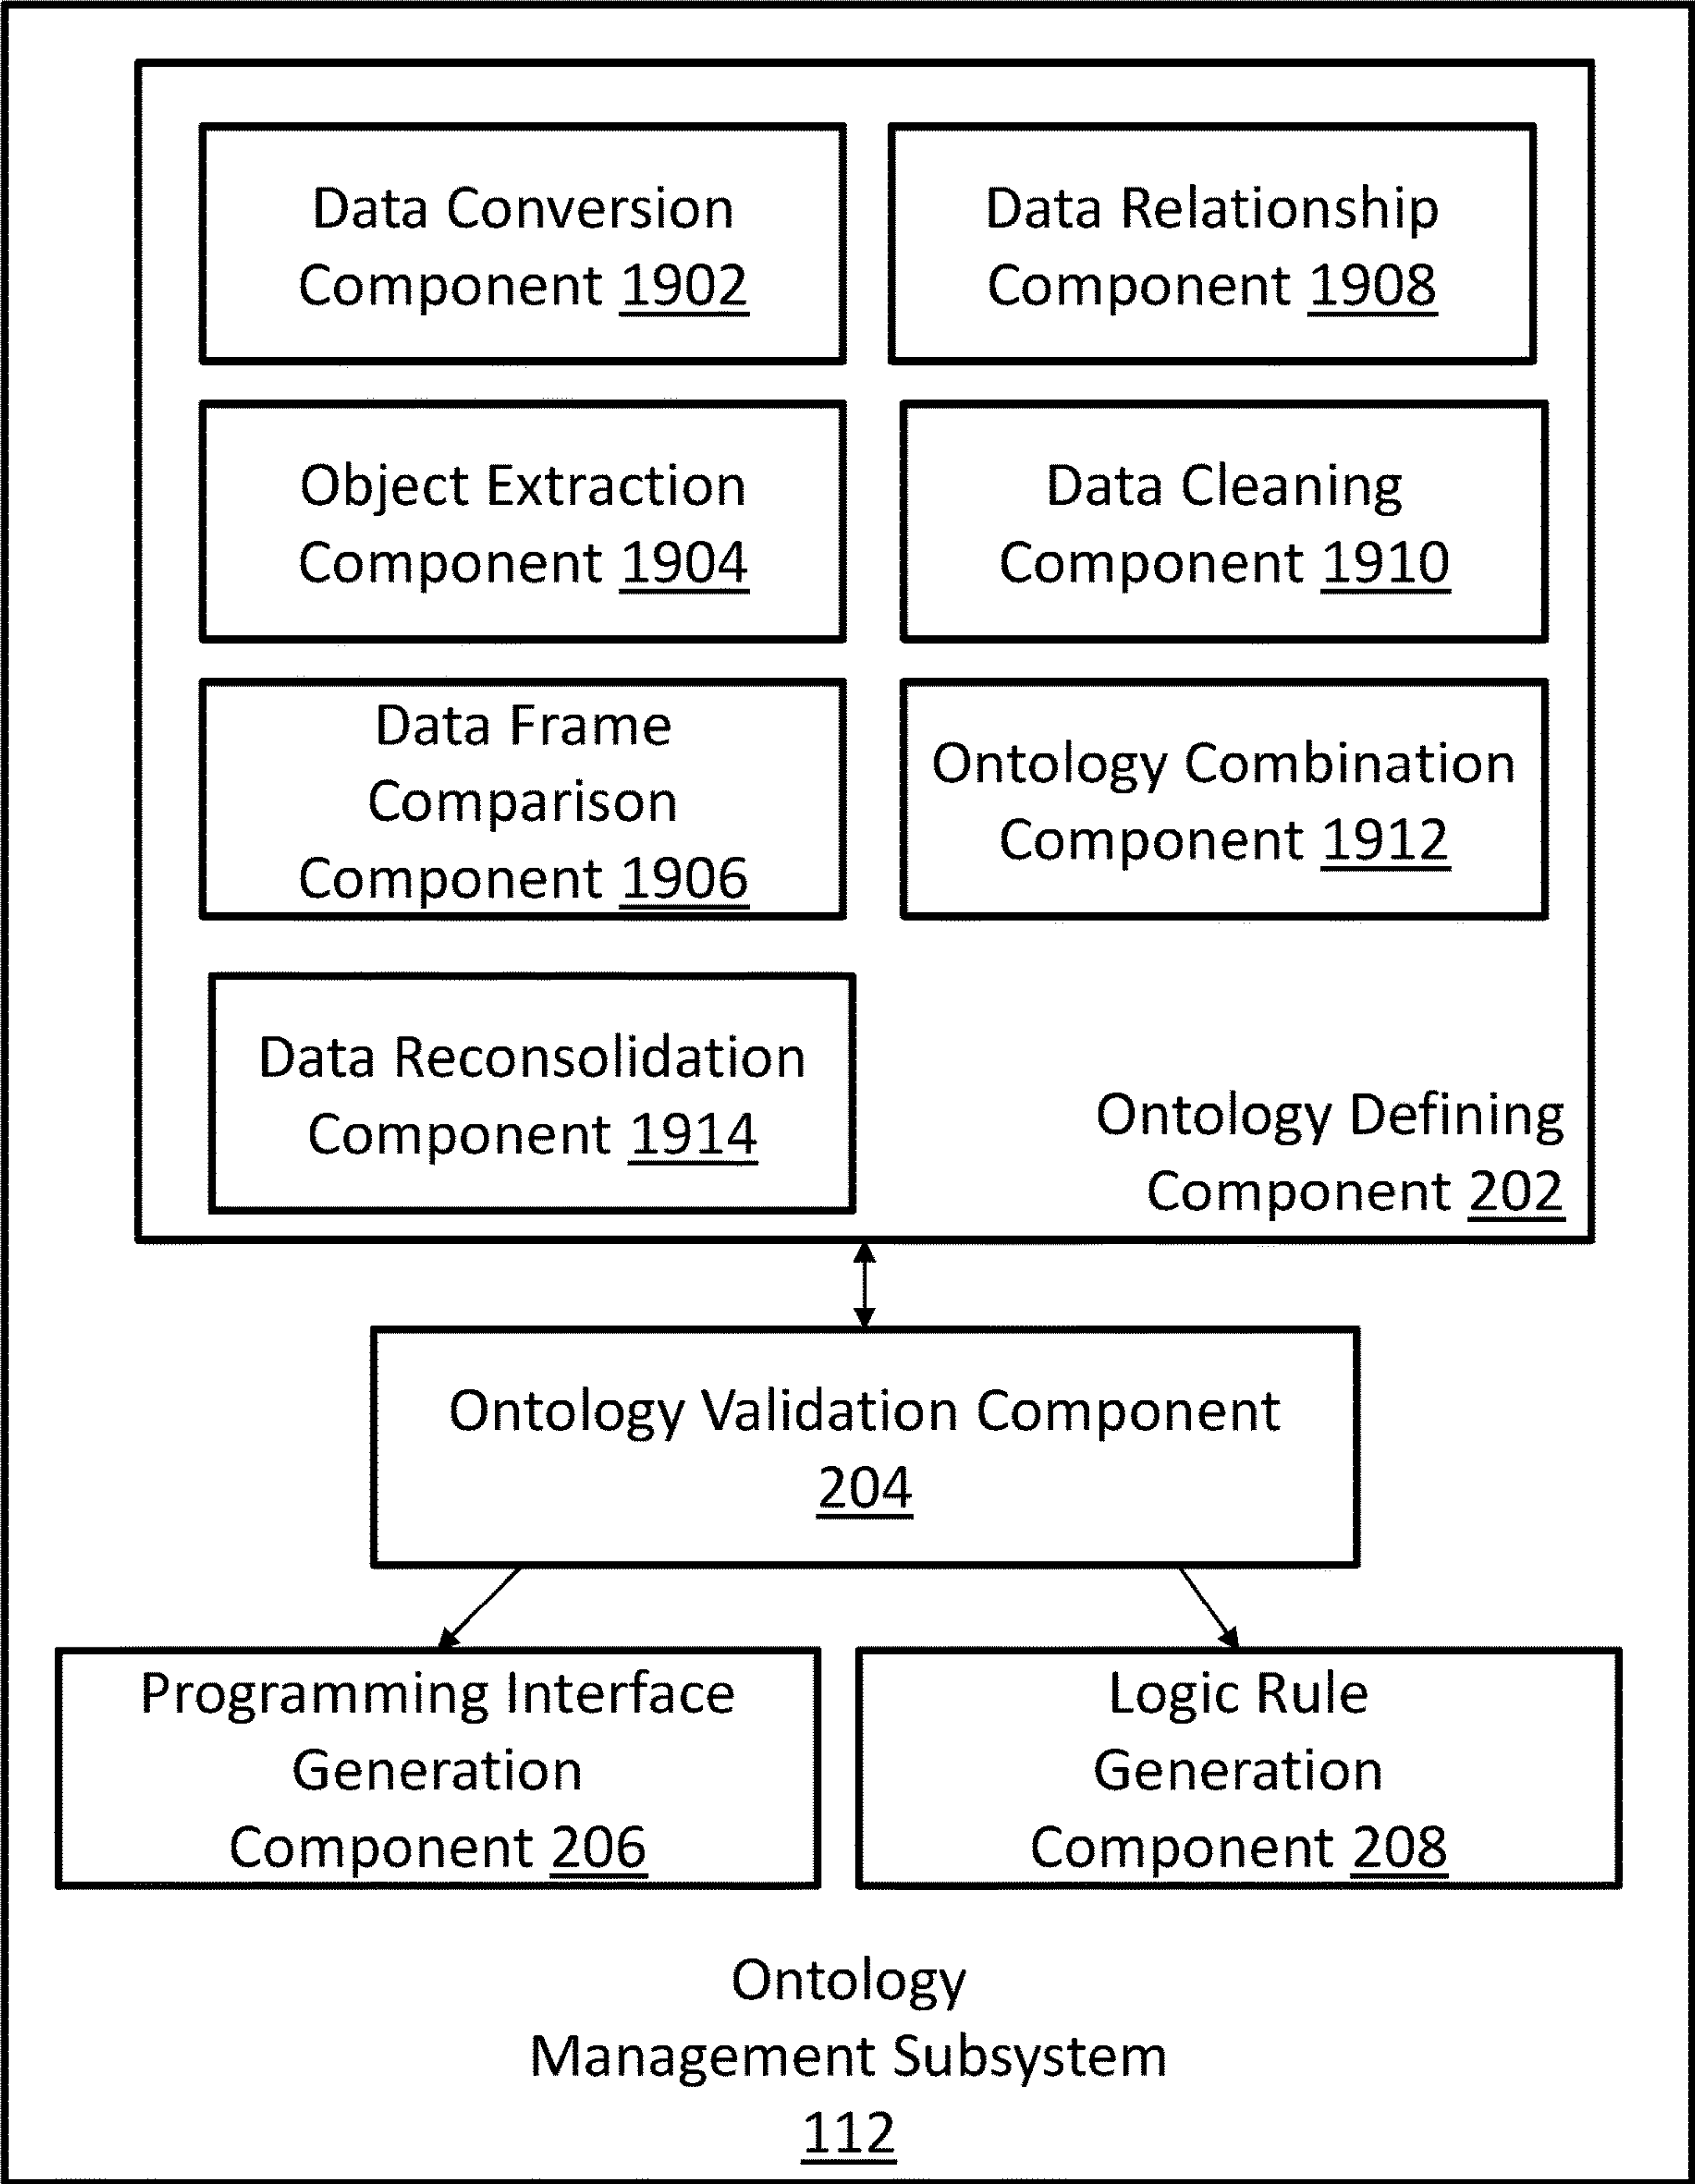 Data Conversion
Component 1902
Data Relationship
Component 1908
Object Extraction
Component 1904
Data Cleaning
Component 1910
Data Frame
Comparison
Component 1906
Ontology Combination
Component 1912
Data Reconsolidation
Component 1914
Ontology Defining
Component 202
Ontology Validation Component
204
Programming Interface
Generation
Component 206
Logic Rule
Generation
Component 208
Ontology
Management Subsystem
112